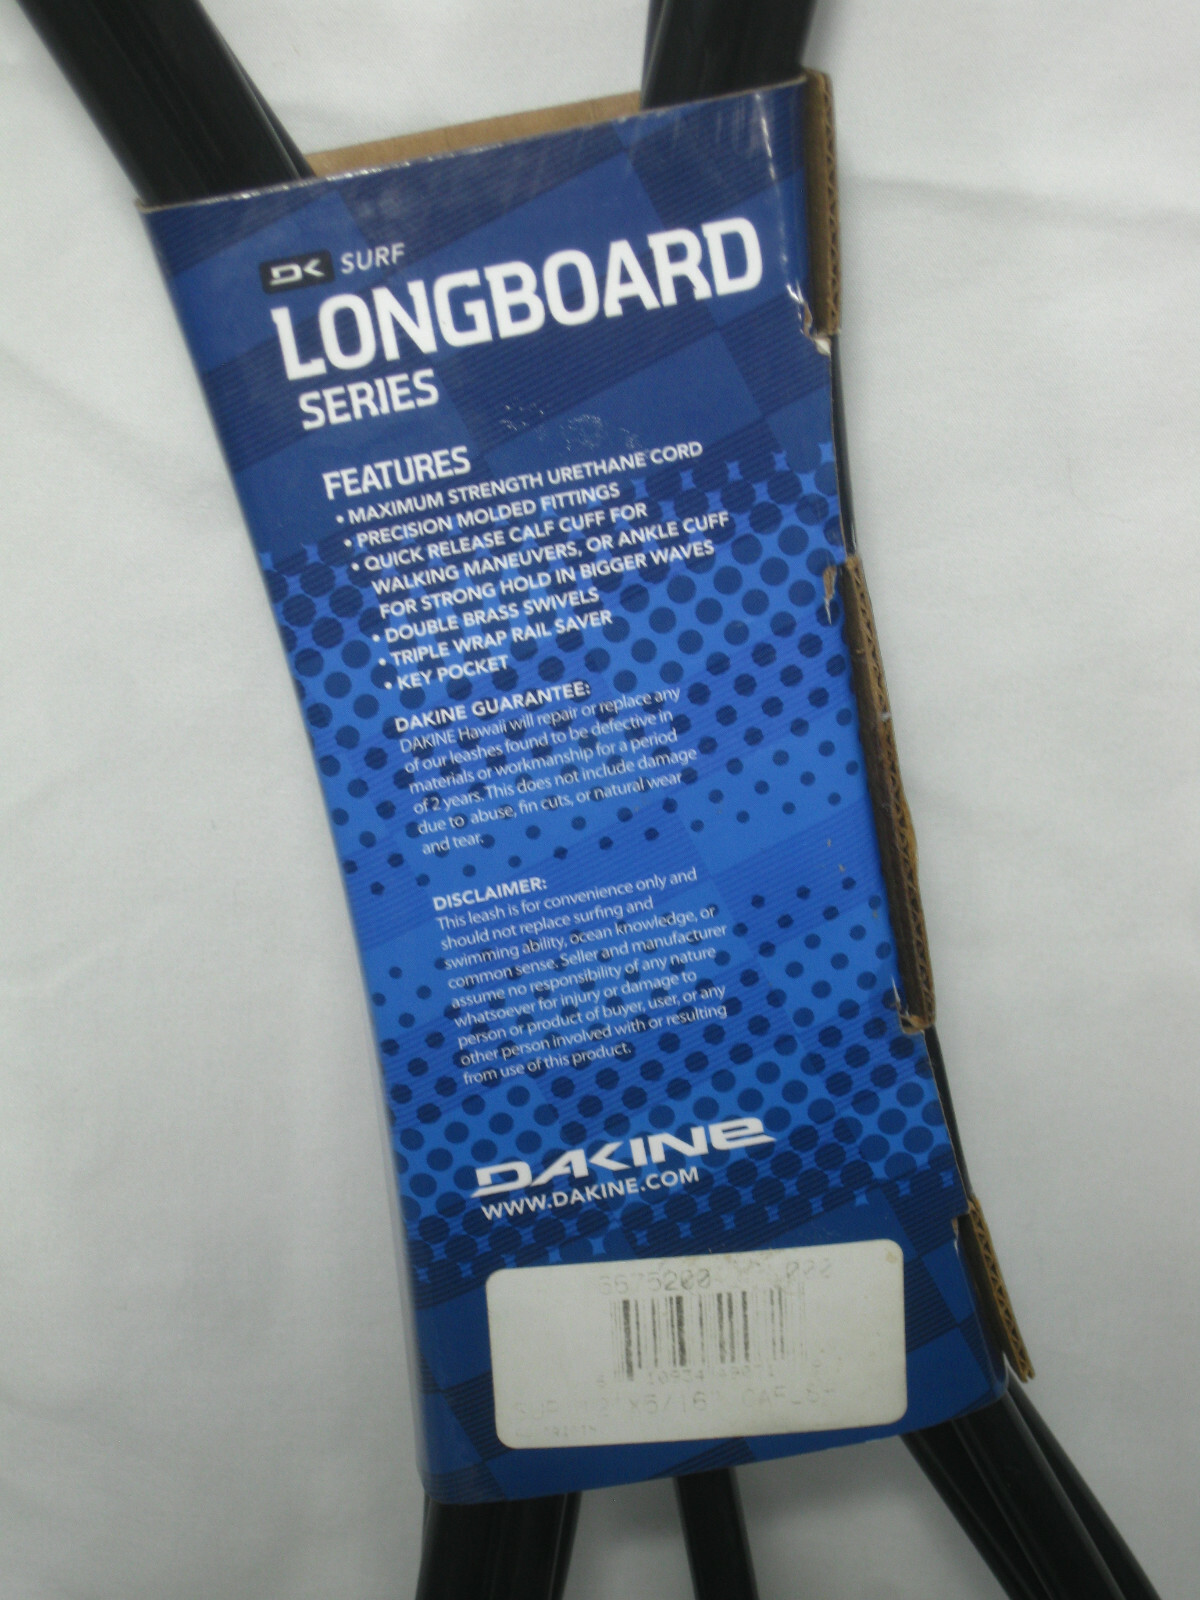 DK SURF
LONGBOARD
SERIES
FEATURES
• MAXIMUM STRENGTH URETHANE CORD
• PRECISION MOLDED FITTINGS
• QUICK RELEASE CALF CUFF FOR
WALKING MANEUVERS, OR ANKLE CUFF
FOR STRONG HOLD IN BIGGER WAVES
• DOUBLE BRASS SWIVELS
• TRIPLE WRAP RAIL SAVER
• KEY POCKET
DAKINE GUARANTEE:
DAKINE Hawaii will repair or replace any
of our leashes found to be defective in
materials or workmanship for a period
of 2 years. This does not include damage
due to abuse, fin cuts, or natural wear
and tear.
DISCLAIMER:
This leash is for convenience only and
should not replace surfing and
swimming ability, ocean knowledge, or
common sense. Seller and manufacturer
assume no responsibility of any nature
whatsoever for injury or damage to
person or product of buyer, user, or any
other person involved with or resulting
from use of this product.
DAKINE
WWW.DAKINE.COM